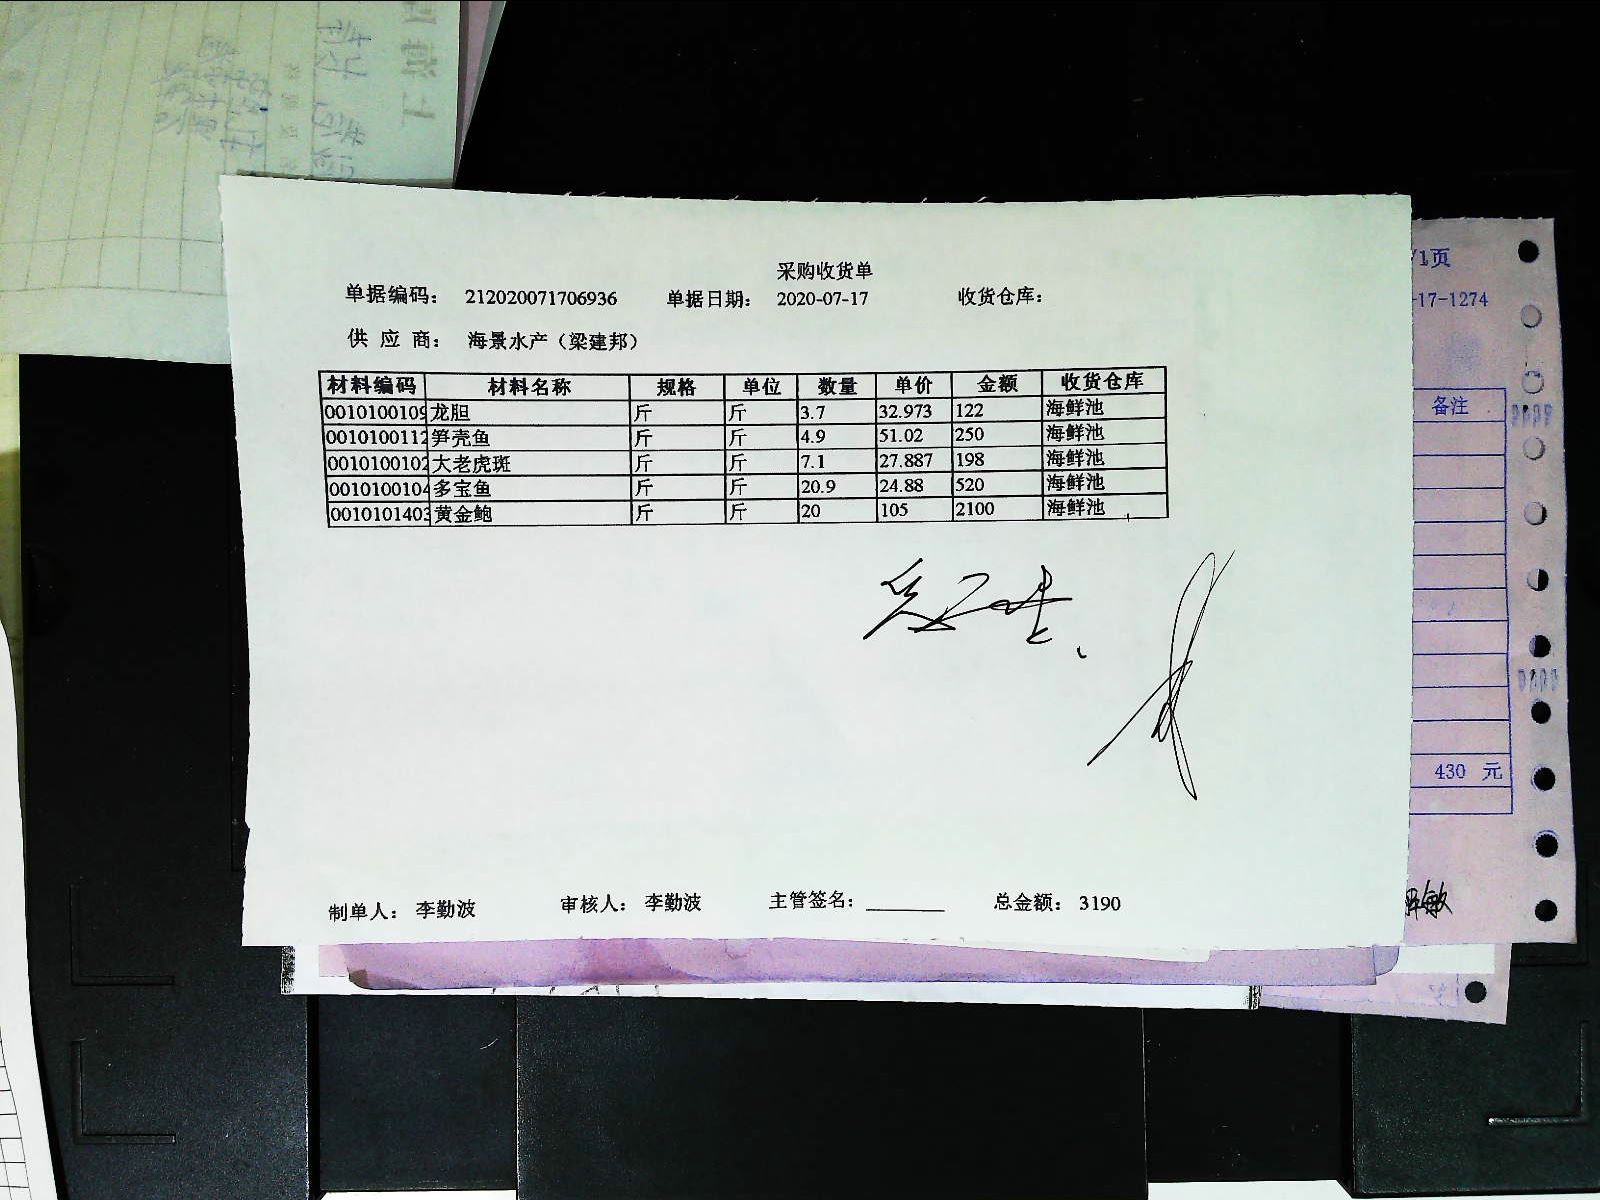 采购收货单
单据编码： 212020071706936 单据日期： 2020-07-17 收货仓库：
供 应 商： 海景水产（梁建邦）
材料编码 材料名称 规格 单位 数量 单价 金额 收货仓库
0010100109 龙胆 斤 斤 3.7 32.973 122 海鲜池
0010100112 笋壳鱼 斤 斤 4.9 51.02 250 海鲜池
0010100102 大老虎斑 斤 斤 7.1 27.887 198 海鲜池
0010100104 多宝鱼 斤 斤 20.9 24.88 520 海鲜池
0010101403 黄金鲍 斤 斤 20 105 2100 海鲜池
制单人： 李勤波 审核人： 李勤波 主管签名： 总金额： 3190
/1页
-17-1274
备注
430 元
敏